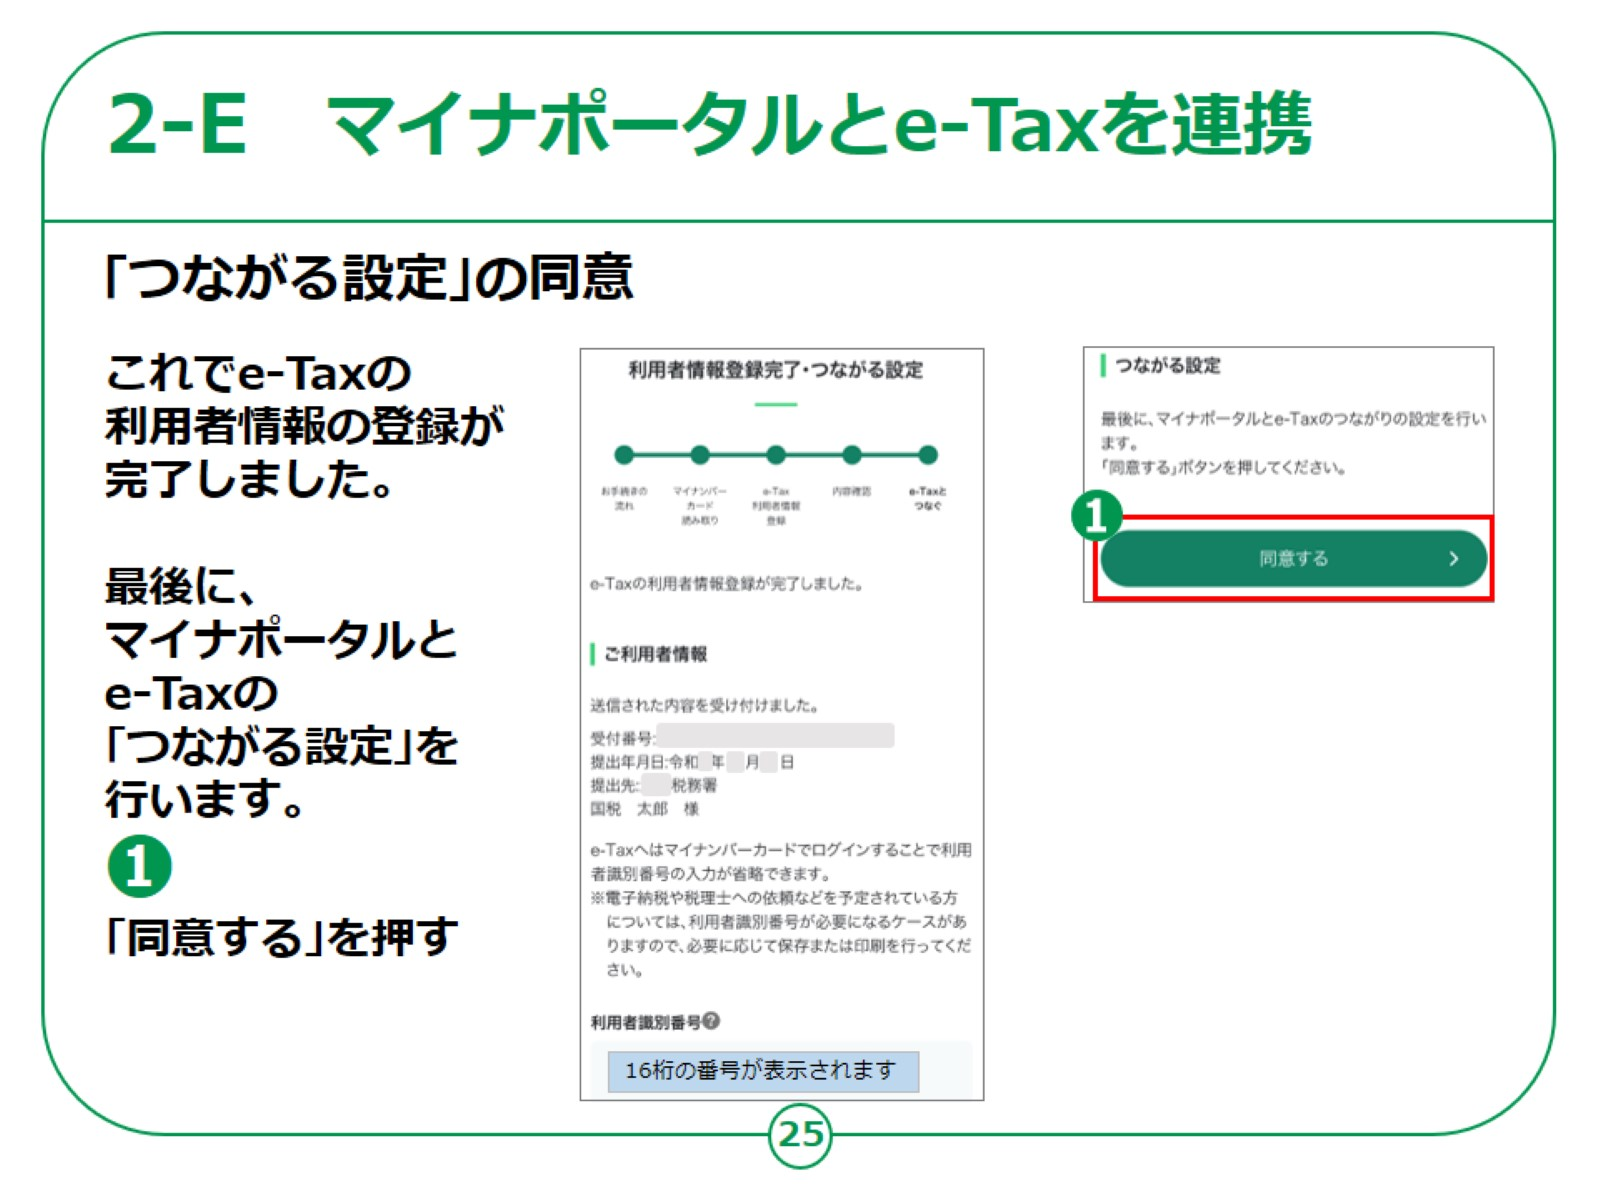 2-E　マイナポータルとe-Taxを連携
「つながる設定」の同意
これでe-Taxの
利用者情報の登録が
完了しました。
最後に、
マイナポータルと
e-Taxの
「つながる設定」を
行います。
1
「同意する」を押す
利用者情報登録完了・つながる設定
お手続きの
流れ
マイナンバー
カード
読み取り
e-Tax
利用者情報
登録
内容確認
e-Taxと
つなぐ
e-Taxの利用者情報登録が完了しました。
ご利用者情報
送信された内容を受け付けました。
受付番号:
提出年月日:令和 年 月 日
提出先: 税務署
国税　太郎　様
e-Taxへはマイナンバーカードでログインすることで利用
者識別番号の入力が省略できます。
※電子納税や税理士への依頼などを予定されている方
については、利用者識別番号が必要になるケースがあ
りますので、必要に応じて保存または印刷を行ってくだ
さい。
利用者識別番号?
16桁の番号が表示されます
つながる設定
最後に、マイナポータルとe-Taxのつながりの設定を行い
ます。
「同意する」ボタンを押してください。
1
同意する
25